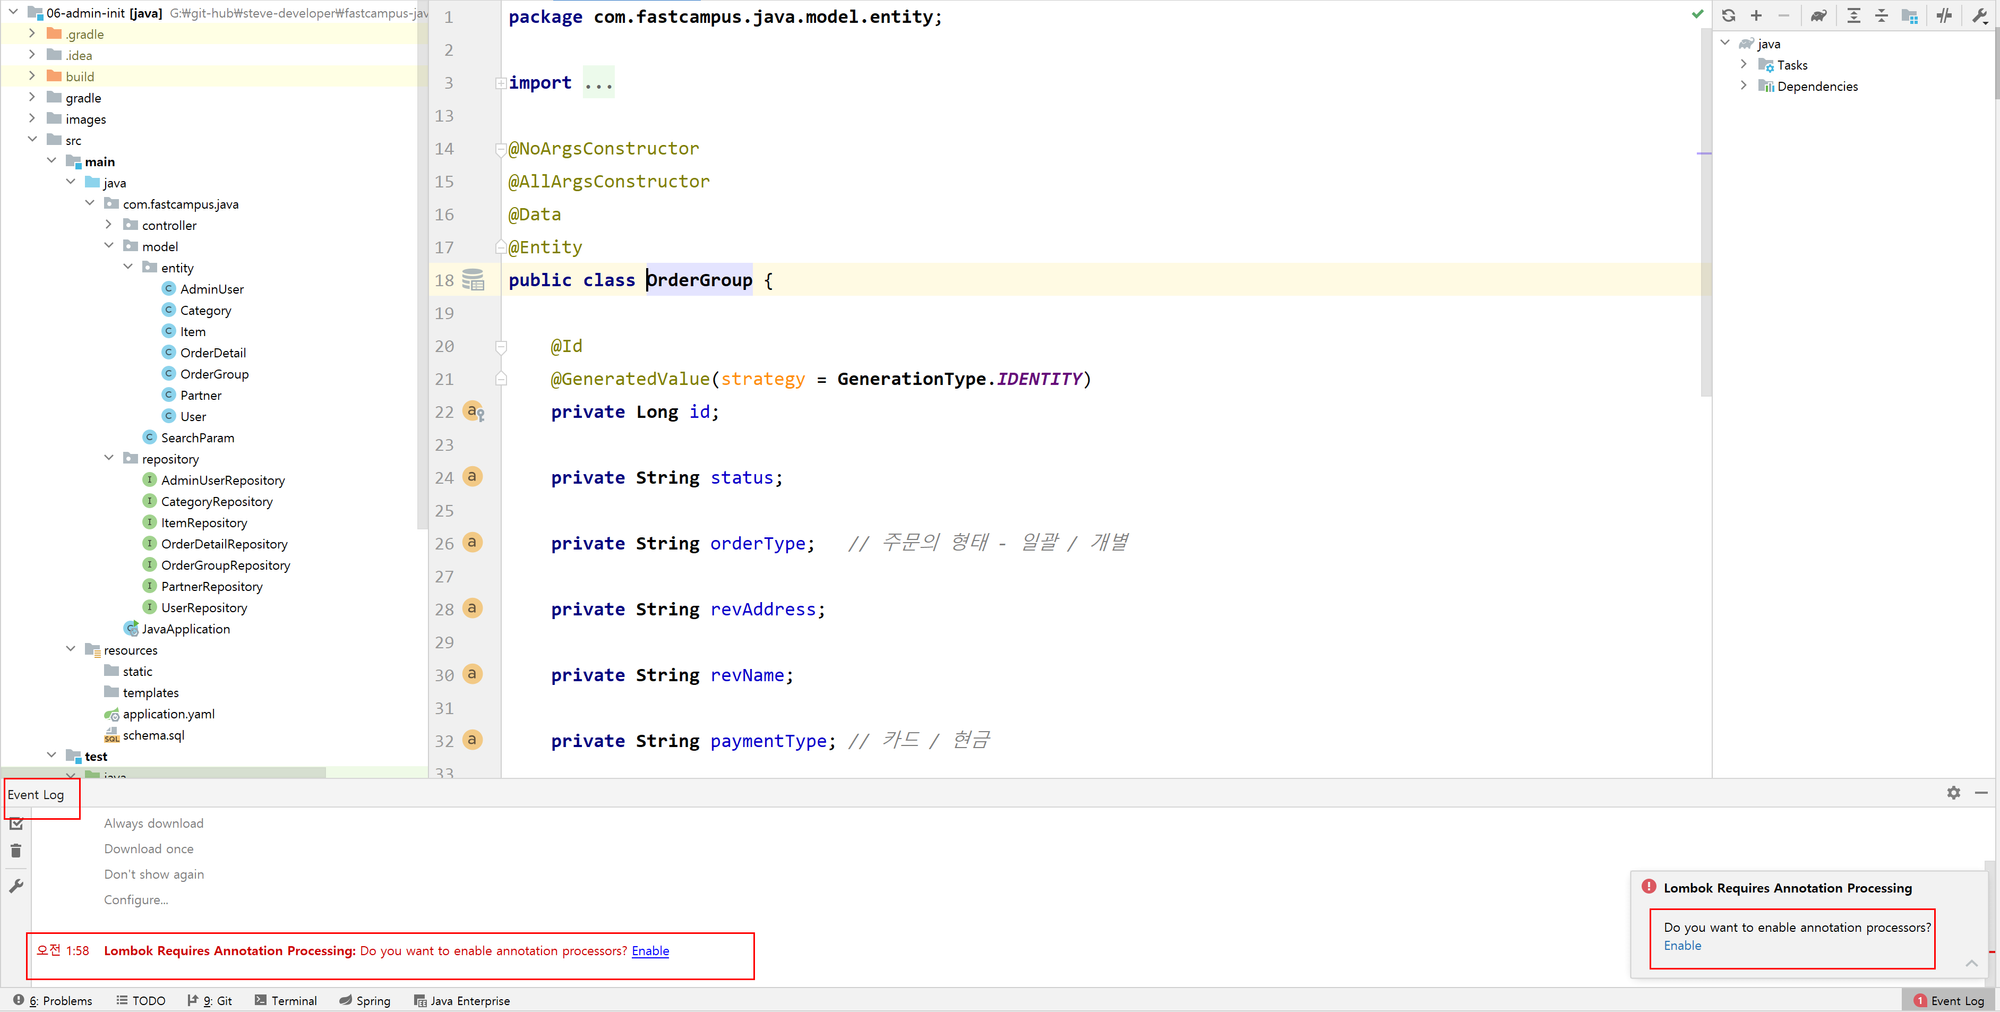 06-admin-init [java] G:₩git-hub₩steve-developer₩fastcampus-jav
.gradle
.idea
build
gradle
images
src
main
java
com.fastcampus.java
controller
model
entity
AdminUser
Category
Item
OrderDetail
OrderGroup
Partner
User
SearchParam
repository
AdminUserRepository
CategoryRepository
ItemRepository
OrderDetailRepository
OrderGroupRepository
PartnerRepository
UserRepository
JavaApplication
resources
static
templates
application.yaml
schema.sql
test
java
1 package com.fastcampus.java.model.entity;
2
3 import ...
13
14 @NoArgsConstructor
15 @AllArgsConstructor
16 @Data
17 @Entity
18 public class OrderGroup {
19
20 @Id
21 @GeneratedValue(strategy = GenerationType.IDENTITY)
22 private Long id;
23
24 private String status;
25
26 private String orderType; // 주문의 형태 - 일괄 / 개별
27
28 private String revAddress;
29
30 private String revName;
31
32 private String paymentType; // 카드 / 현금
33
java
Tasks
Dependencies
Event Log
Always download
Download once
Don't show again
Configure...
오전 1:58 Lombok Requires Annotation Processing: Do you want to enable annotation processors? Enable
Lombok Requires Annotation Processing
Do you want to enable annotation processors?
Enable
6: Problems TODO 9: Git Terminal Spring Java Enterprise 1 Event Log